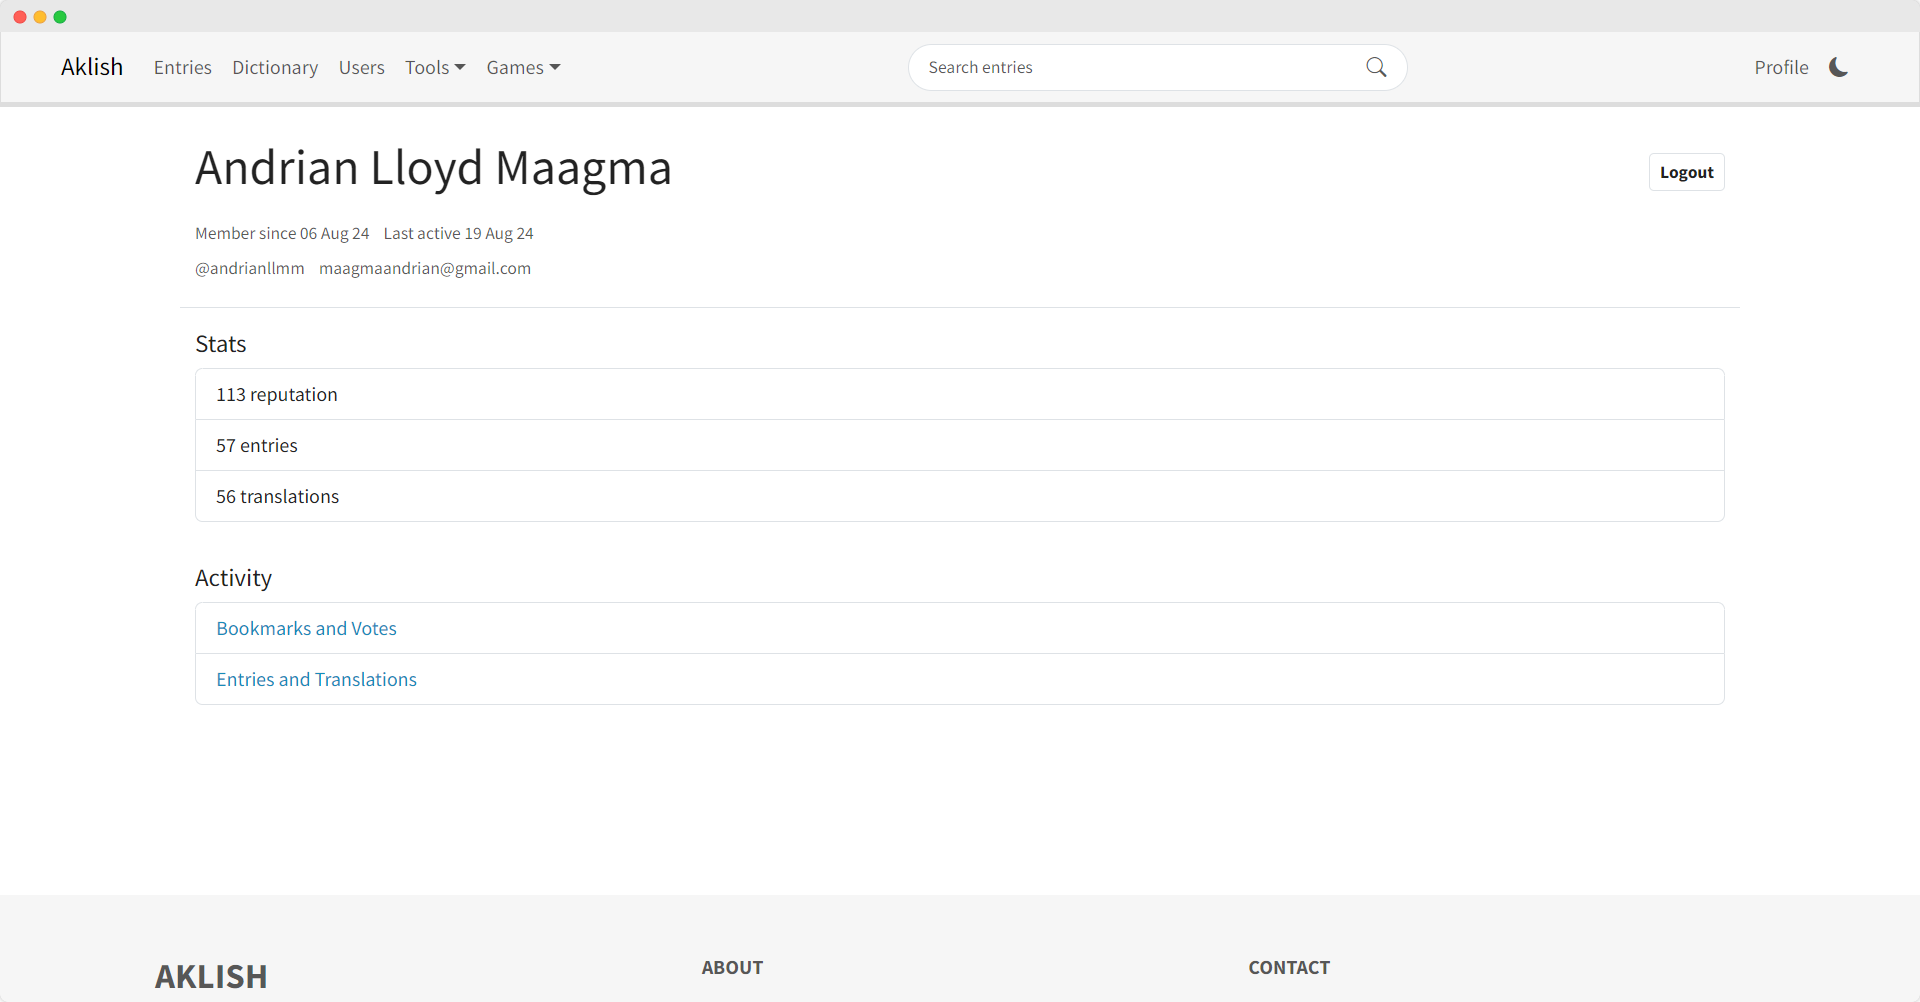 Aklish Entries Dictionary Users Tools Games Search entries Profile
Andrian Lloyd Maagma
Logout
Member since 06 Aug 24 Last active 19 Aug 24
@andrianllmm maagmaandrian@gmail.com
Stats
113 reputation
57 entries
56 translations
Activity
Bookmarks and Votes
Entries and Translations
AKLISH ABOUT CONTACT